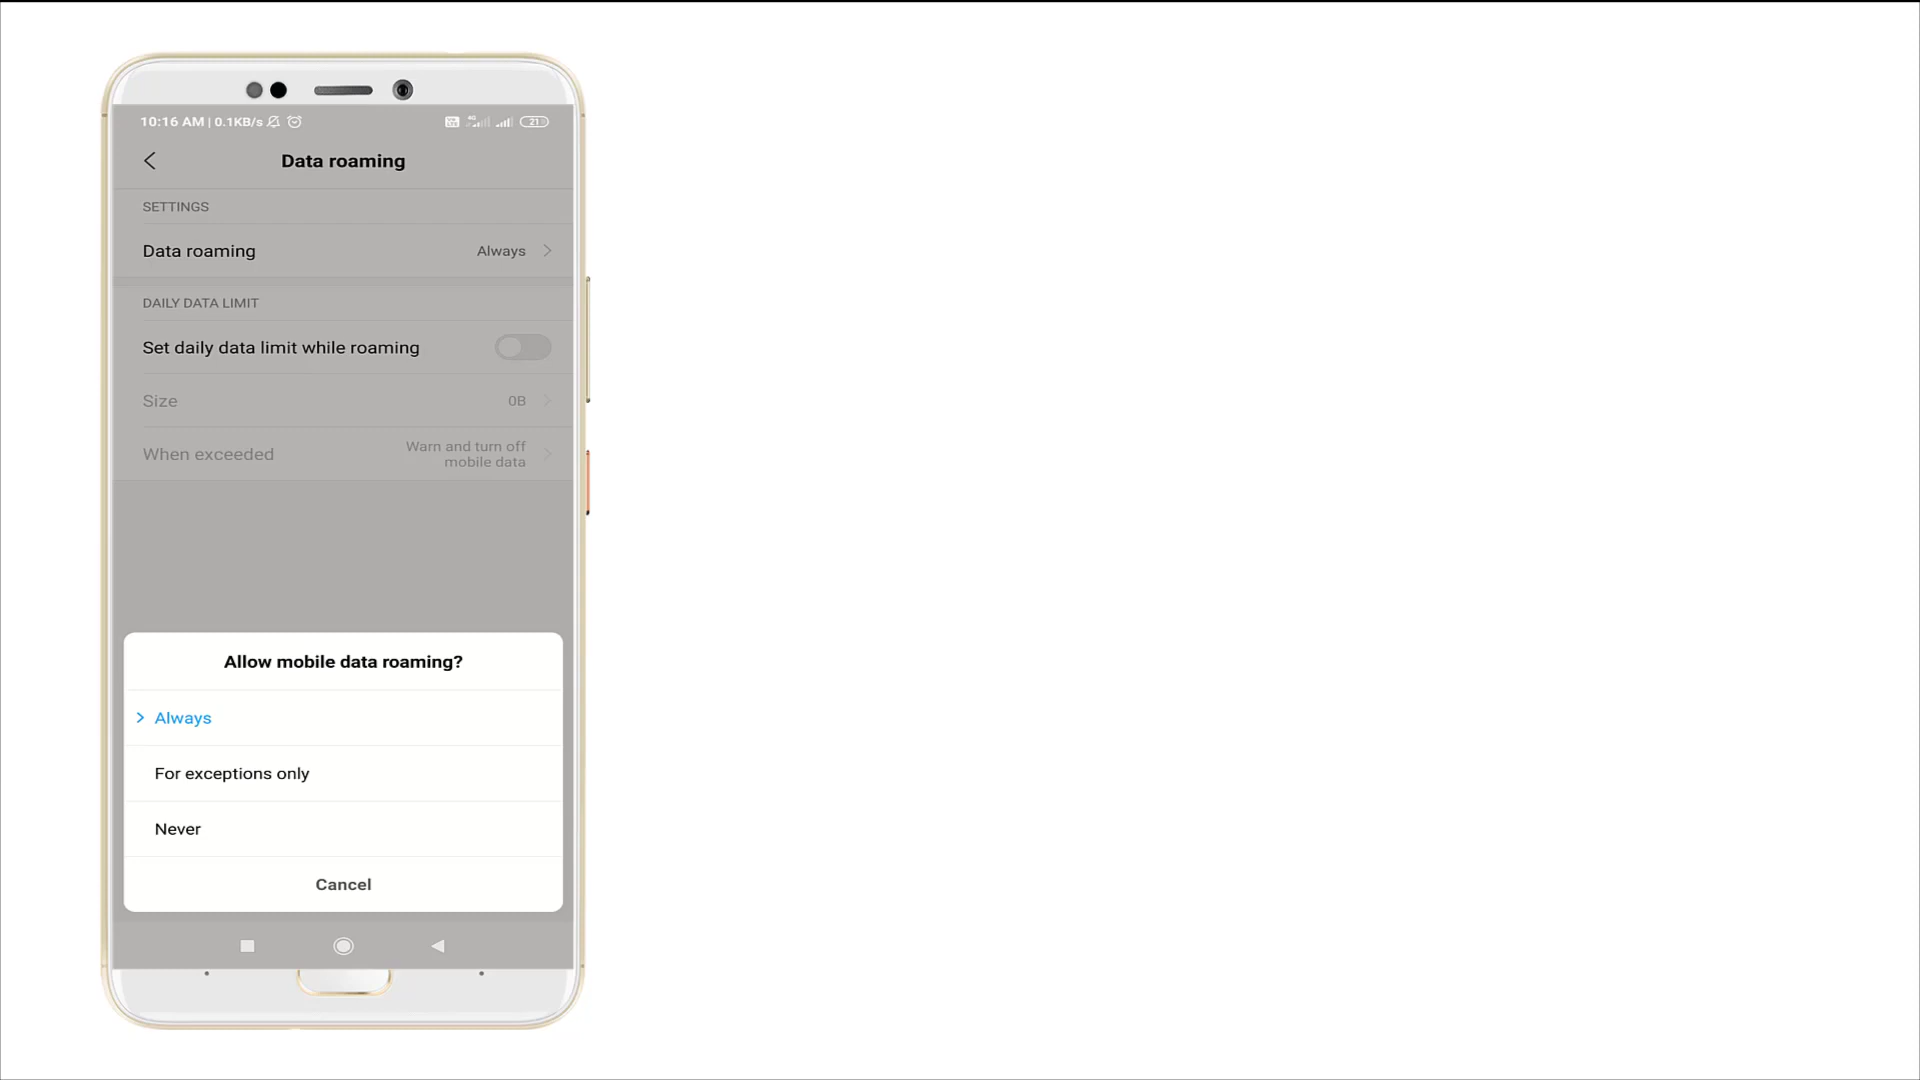 10:16 AM | 0.1KB/s 21
Data roaming
SETTINGS
Data roaming Always
DAILY DATA LIMIT
Set daily data limit while roaming
Size 0B
When exceeded Warn and turn off
mobile data
Allow mobile data roaming?
Always
For exceptions only
Never
Cancel